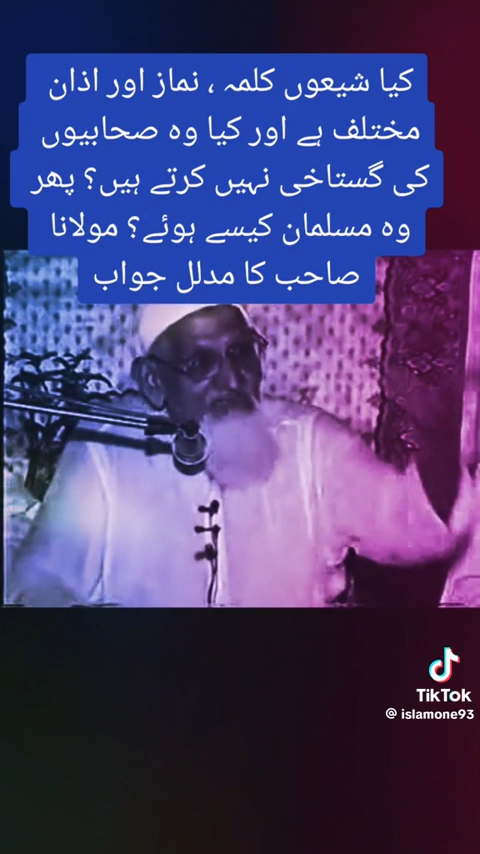 کیا شیعوں کلمہ ، نماز اور اذان
مختلف ہے اور کیا وہ صحابیوں
کی گستاخی نہیں کرتے ہیں؟ پھر
وہ مسلمان کیسے ہوئے؟ مولانا
صاحب کا مدلل جواب
TikTok
@ islamone93